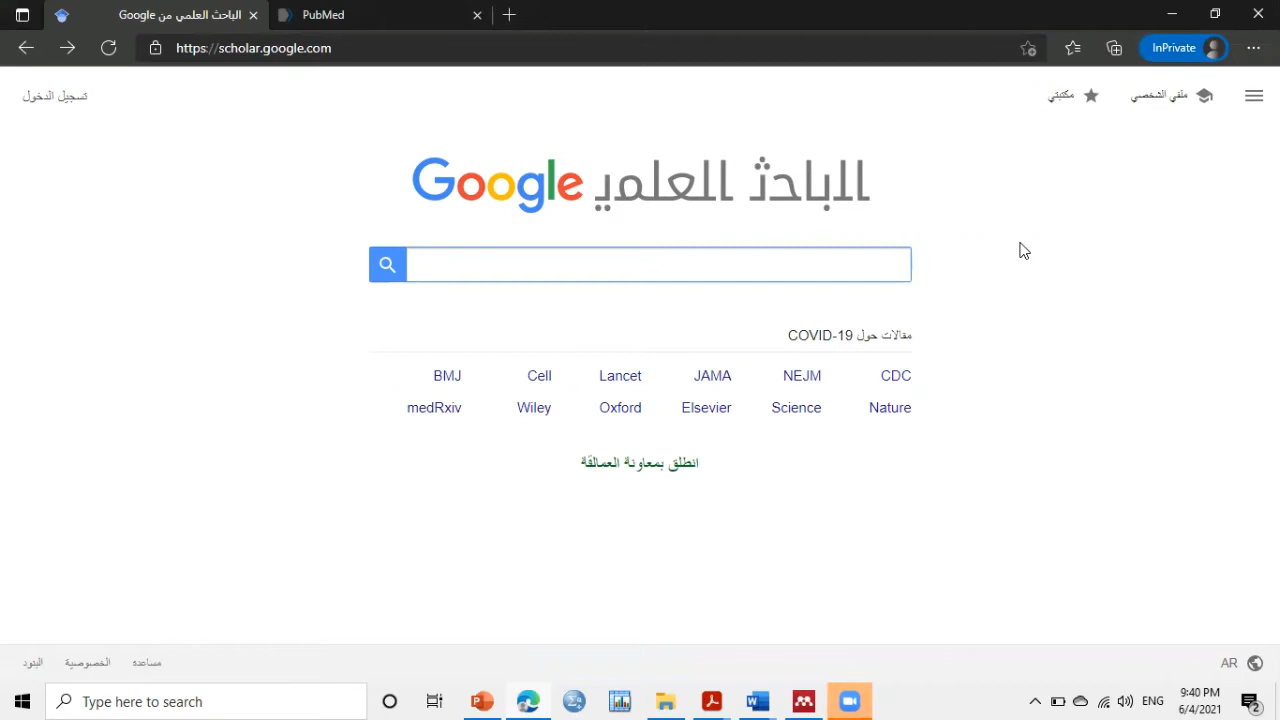 الباحث العلمي من Google
PubMed
https://scholar.google.com
InPrivate
تسجيل الدخول
مكتبتي
ملفي الشخصي
Google الباحث العلمي
مقالات حول COVID-19
BMJ Cell Lancet JAMA NEJM CDC
medRxiv Wiley Oxford Elsevier Science Nature
انطلق بمعاونة العمالقة
البنود الخصوصية مساعدة
AR
Type here to search
ENG
9:40 PM
6/4/2021
2